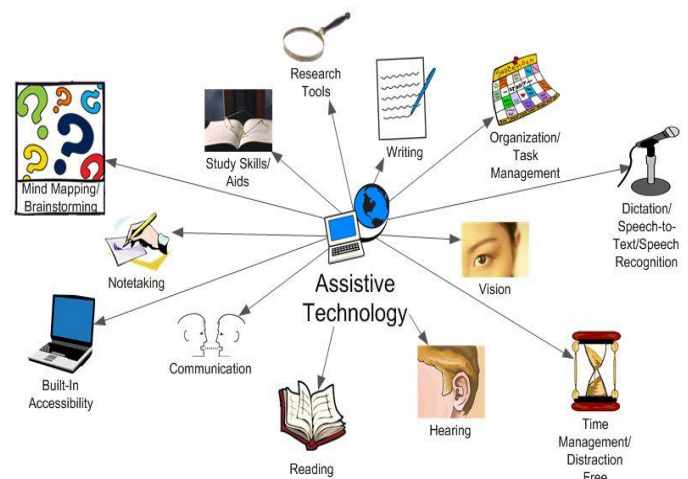 Research
Tools
Writing
Organization/
Task
Management
Study Skills/
Aids
Mind Mapping/
Brainstorming
Dictation/
Speech-to-
Text/Speech
Recognition
Notetaking
Vision
Assistive
Technology
Built-In
Accessibility
Communication
Hearing
Reading
Time
Management/
Distraction
Free